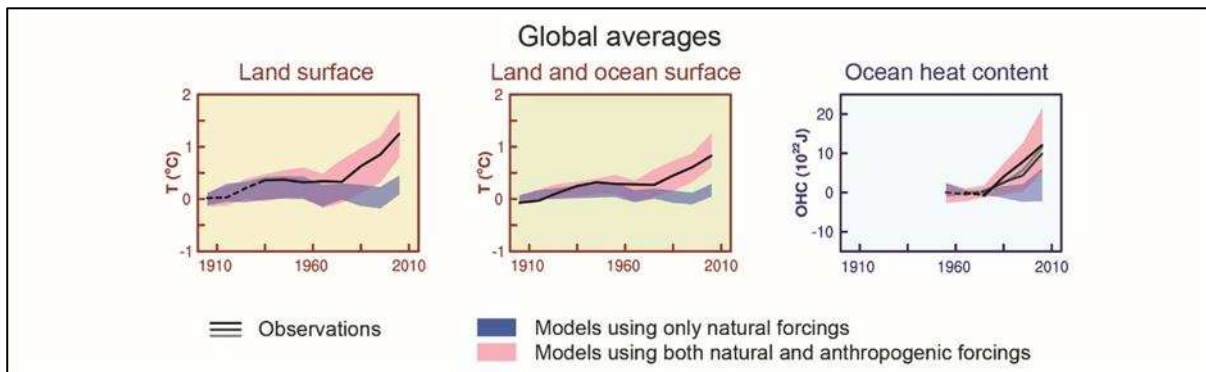 Global averages
Land surface
Land and ocean surface
Ocean heat content
T (°C)
2
1
0
-1
1910
1960
2010
T (°C)
2
1
0
-1
1910
1960
2010
OHC (10²²J)
20
10
0
-10
1910
1960
2010
Observations
Models using only natural forcings
Models using both natural and anthropogenic forcings